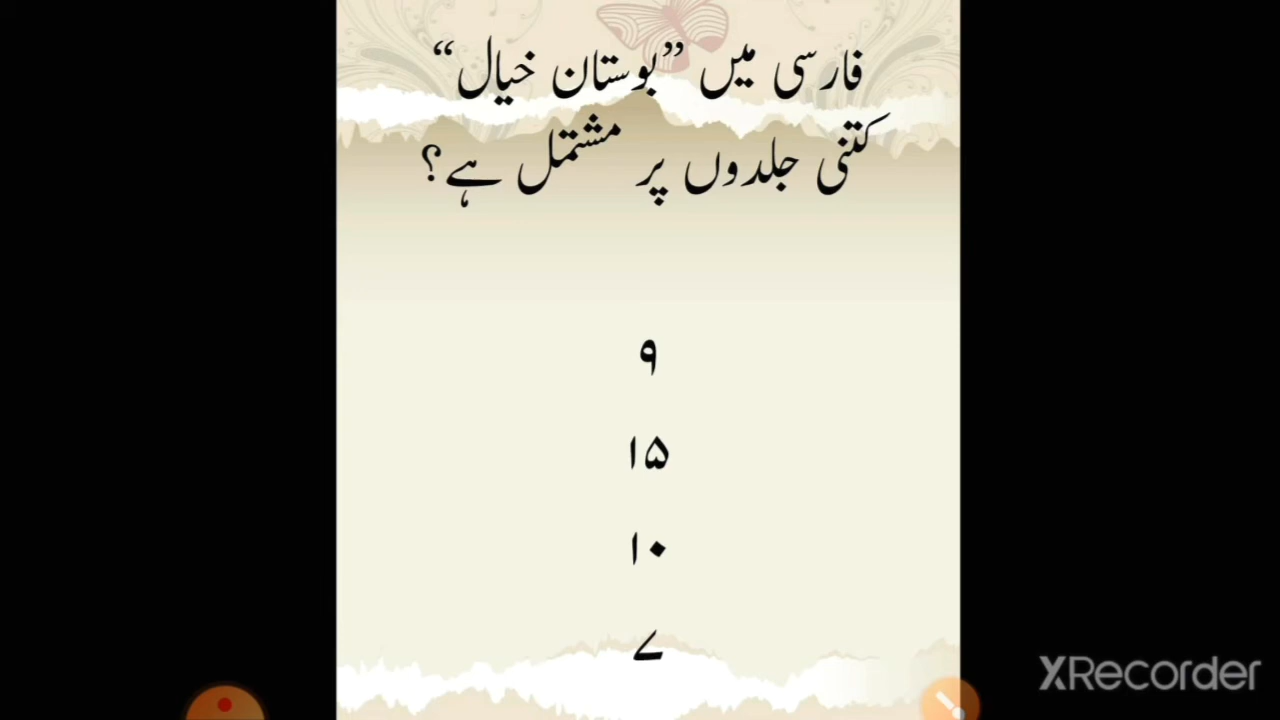 فارسی میں ”بوستان خیال“
کتنی جلدوں پر مشتمل ہے؟
۹
۱۵
۱۰
۷
XRecorder